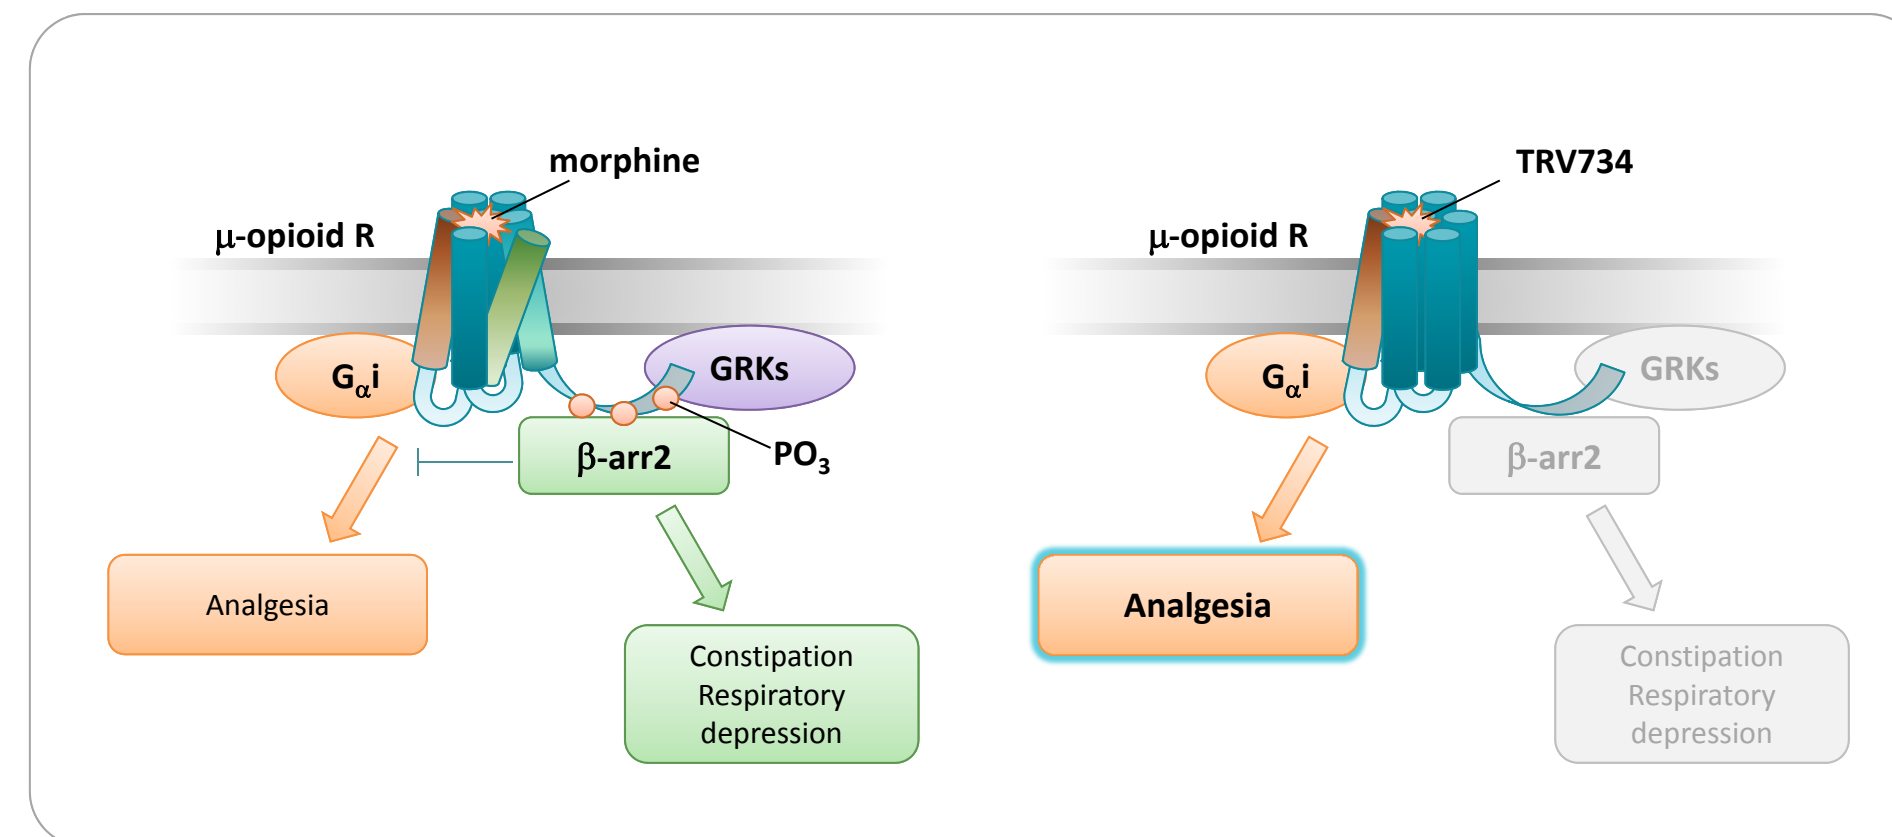 morphine
μ-opioid R
Gαi
GRKs
β-arr2
PO₃
Analgesia
Constipation
Respiratory
depression
TRV734
μ-opioid R
Gαi
GRKs
β-arr2
Analgesia
Constipation
Respiratory
depression